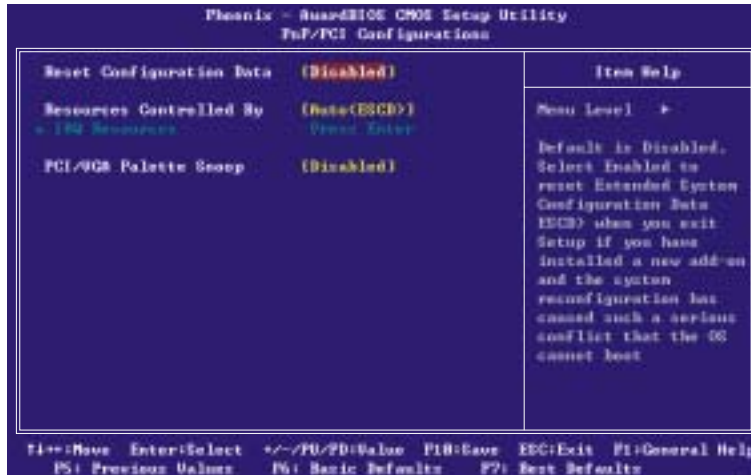 Phoenix - AwardBIOS CMOS Setup Utility
PnP/PCI Configurations
Reset Configuration Data [Disabled]
Resources Controlled By [Auto(ESCD)]
IRQ Resources Press Enter
PCI/VGA Palette Snoop [Disabled]
Item Help
Menu Level
Default is Disabled.
Select Enabled to
reset Extended System
Configuration Data
ESCD) when you exit
Setup if you have
installed a new add-on
and the system
reconfiguration has
caused such a serious
conflict that the OS
cannot boot
↑↓→←:Move Enter:Select +/-/PU/PD:Value F10:Save ESC:Exit F1:General Help
F5: Previous Values F6: Basic Defaults F7: Best Defaults